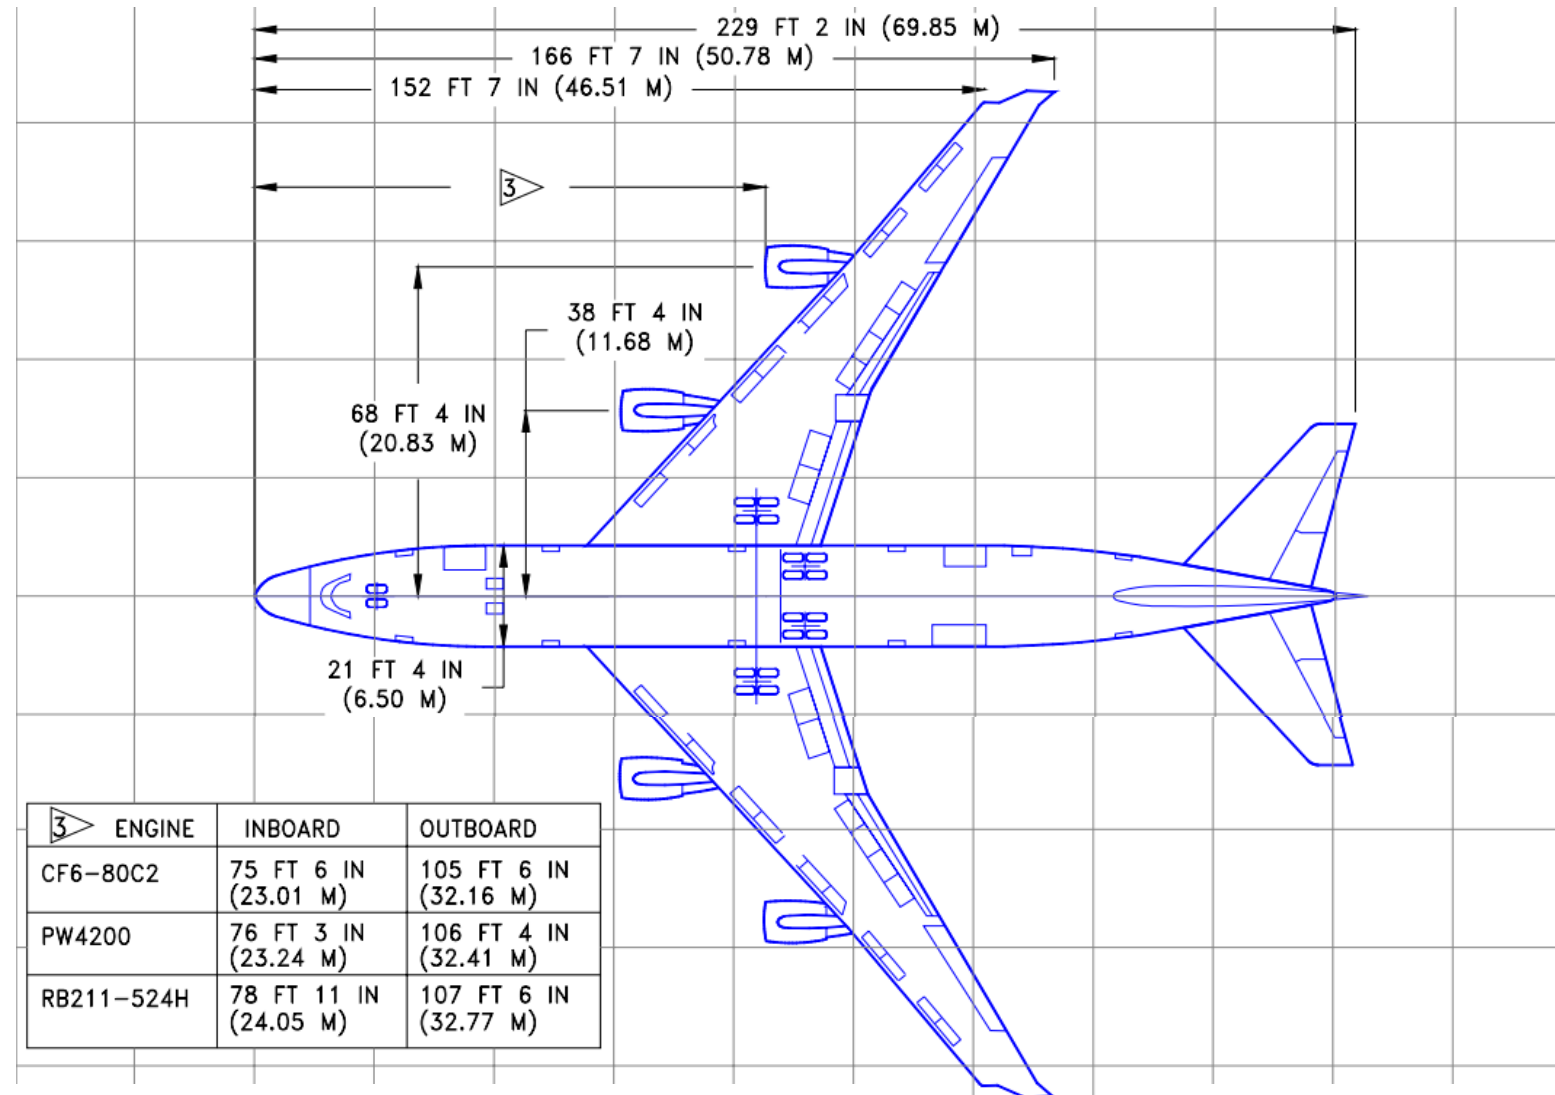 229 FT 2 IN (69.85 M)
166 FT 7 IN (50.78 M)
152 FT 7 IN (46.51 M)
3
38 FT 4 IN
(11.68 M)
68 FT 4 IN
(20.83 M)
21 FT 4 IN
(6.50 M)
3 ENGINE INBOARD OUTBOARD
CF6-80C2 75 FT 6 IN 105 FT 6 IN
(23.01 M) (32.16 M)
PW4200 76 FT 3 IN 106 FT 4 IN
(23.24 M) (32.41 M)
RB211-524H 78 FT 11 IN 107 FT 6 IN
(24.05 M) (32.77 M)